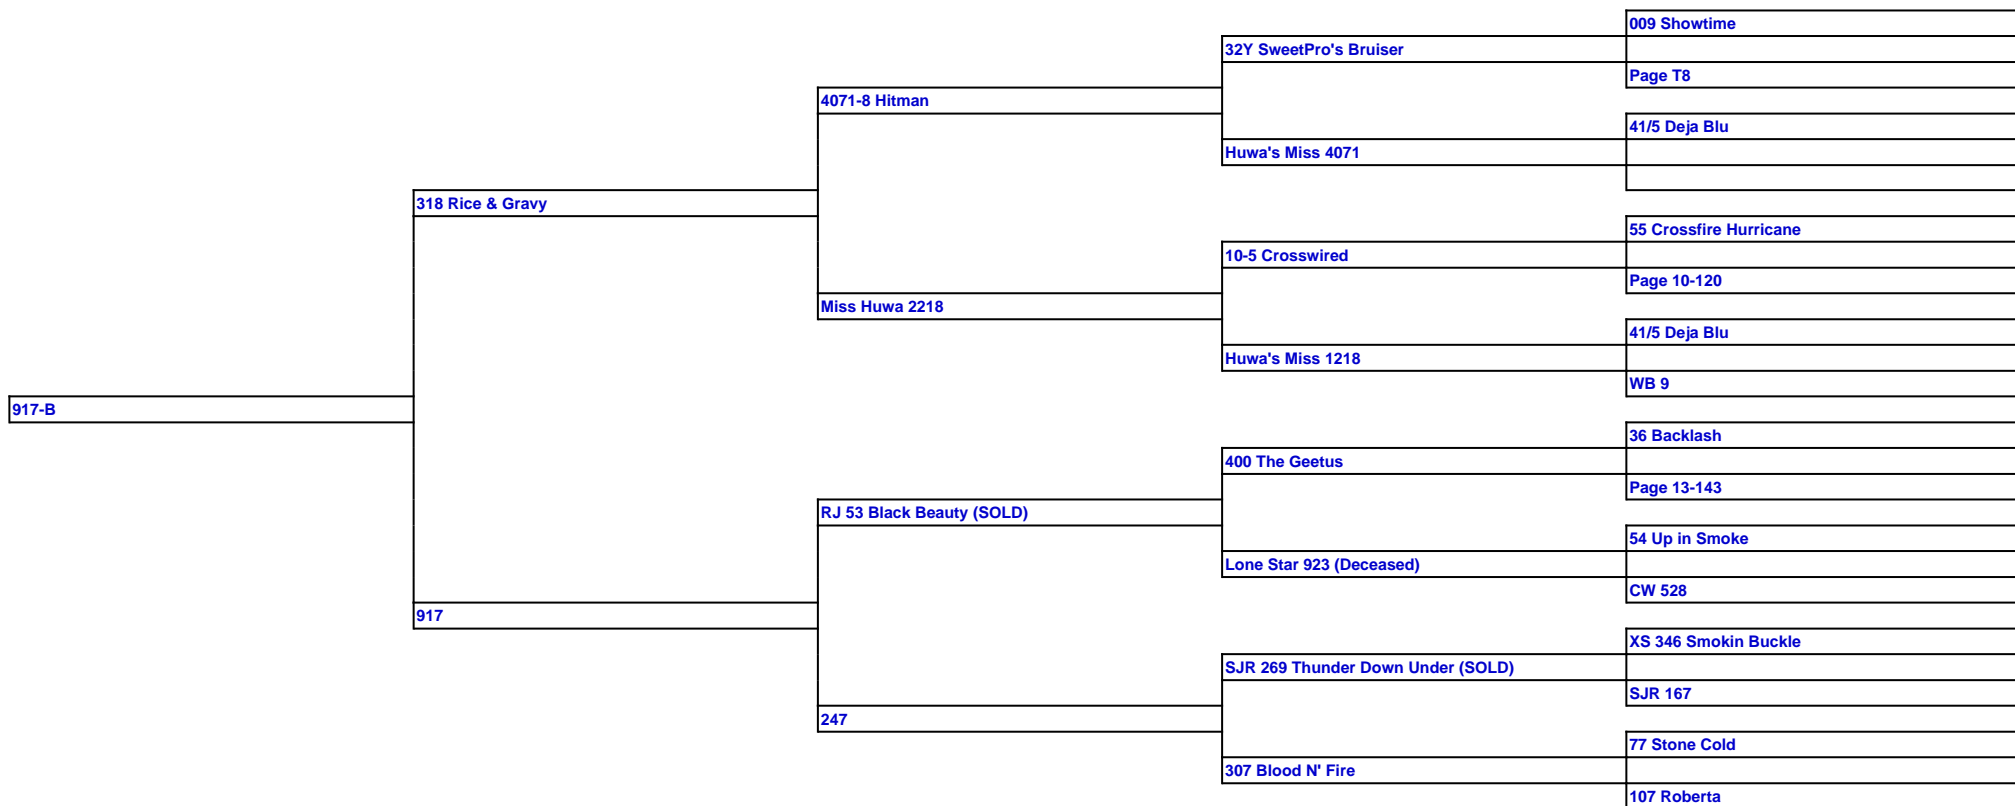 009 Showtime
32Y SweetPro's Bruiser
Page T8
4071-8 Hitman
41/5 Deja Blu
Huwa's Miss 4071
318 Rice & Gravy
55 Crossfire Hurricane
10-5 Crosswired
Page 10-120
Miss Huwa 2218
41/5 Deja Blu
Huwa's Miss 1218
WB 9
917-B
36 Backlash
400 The Geetus
Page 13-143
RJ 53 Black Beauty (SOLD)
54 Up in Smoke
Lone Star 923 (Deceased)
CW 528
917
XS 346 Smokin Buckle
SJR 269 Thunder Down Under (SOLD)
SJR 167
247
77 Stone Cold
307 Blood N' Fire
107 Roberta